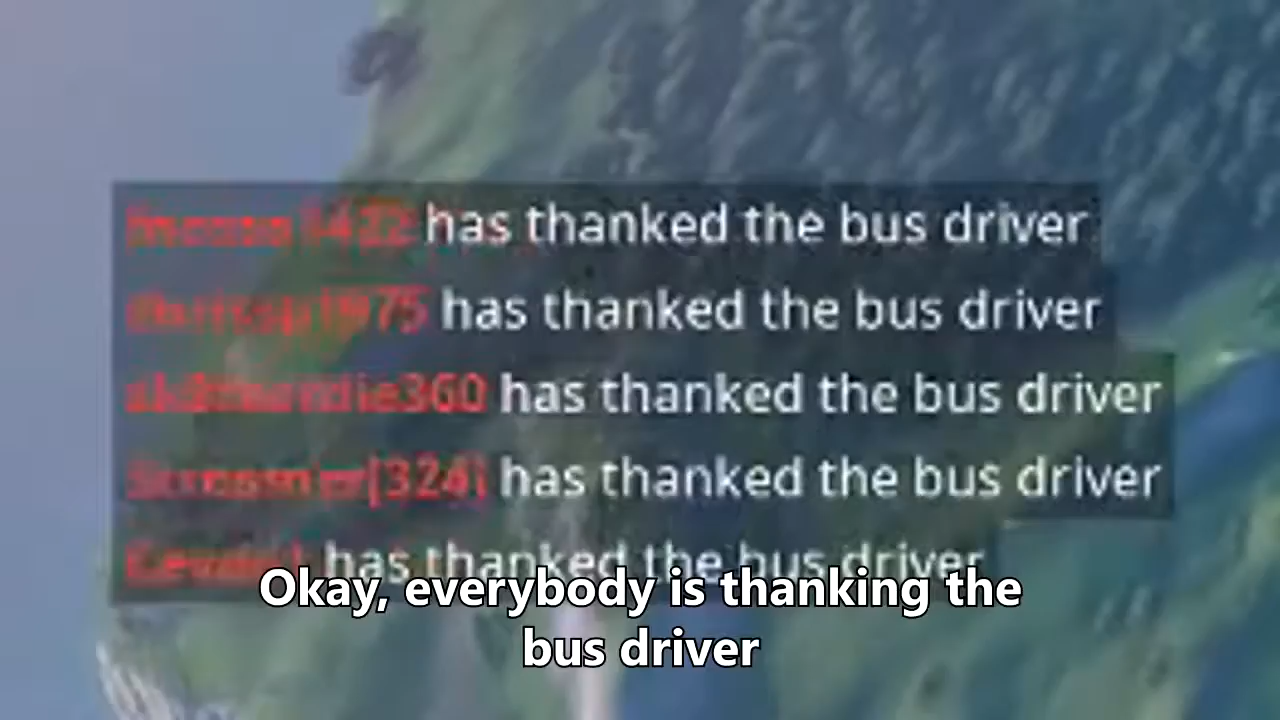 1422 has thanked the bus driver
has thanked the bus driver
has thanked the bus driver
has thanked the bus driver
has thanked the bus driver
Okay, everybody is thanking the
bus driver